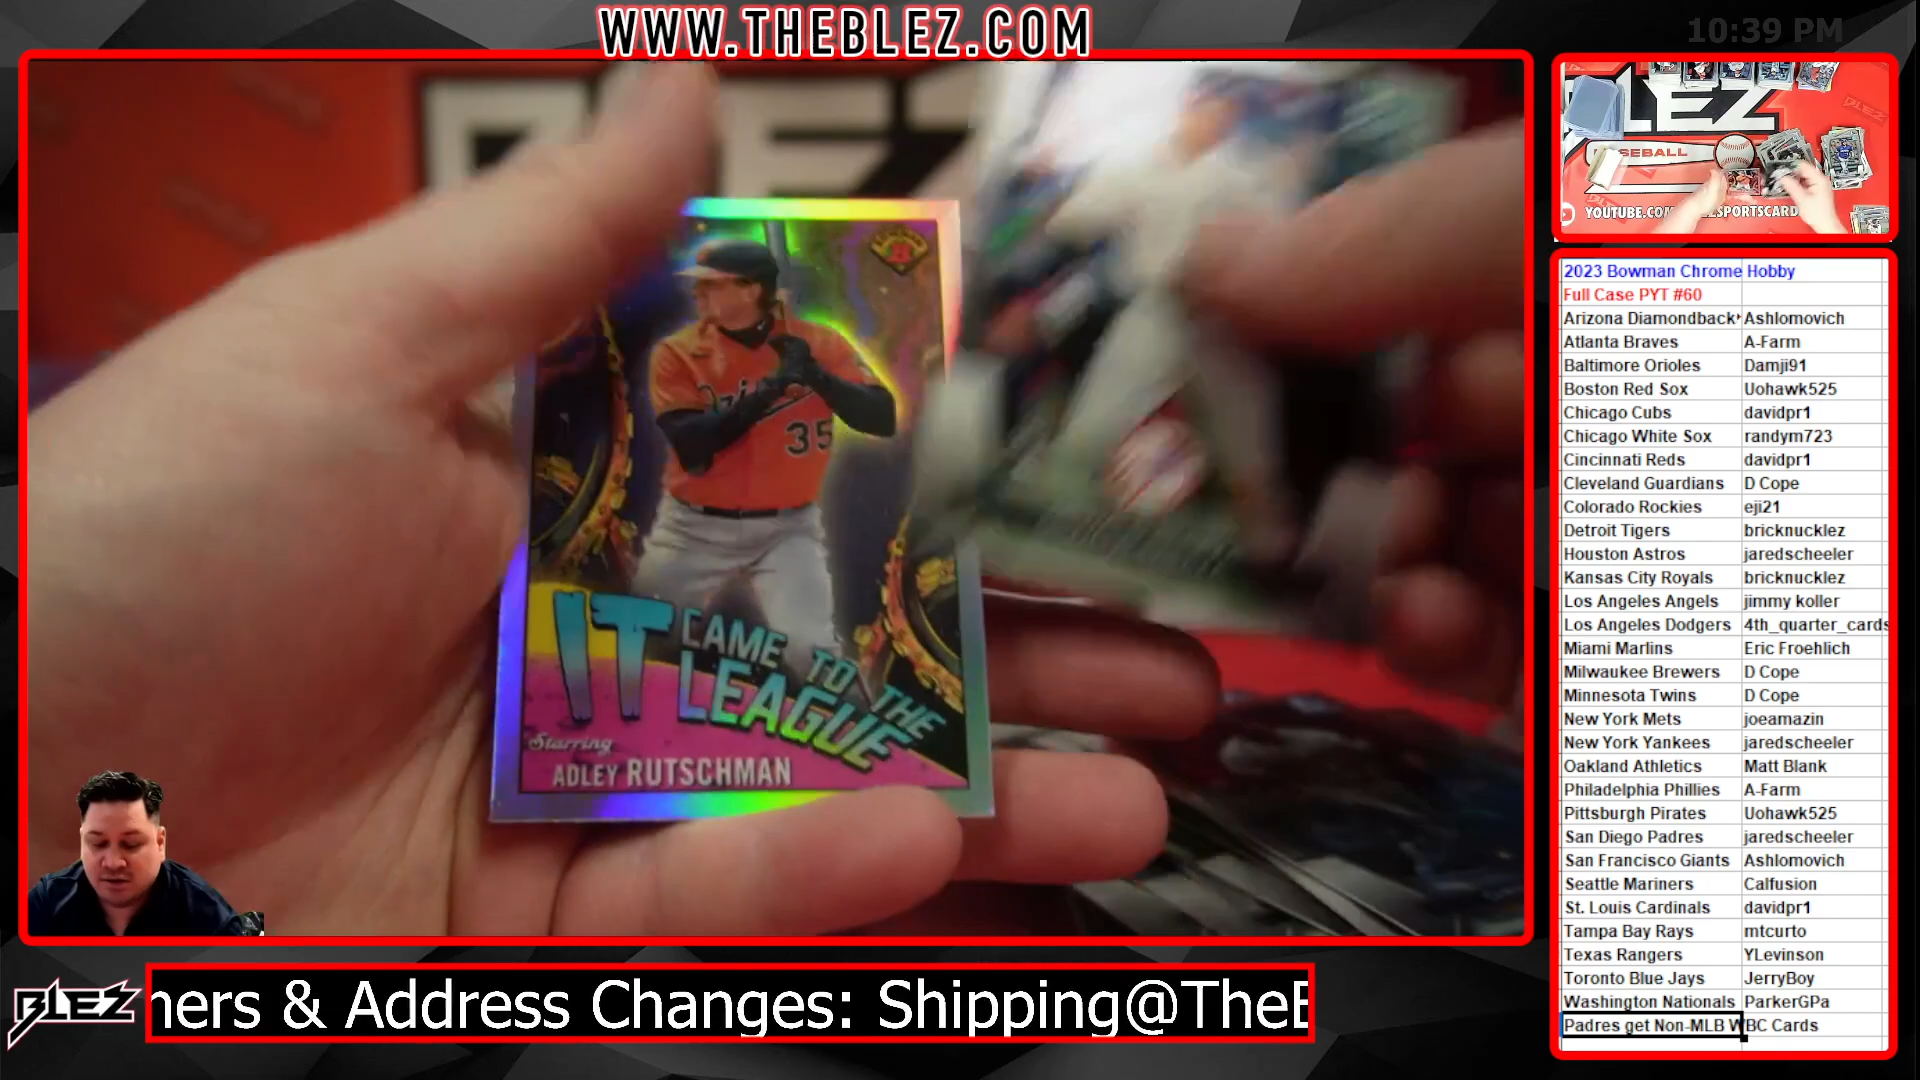 WWW.THEBLEZ.COM
10:39 PM
35
IT CAME TO THE LEAGUE
Starring
ADLEY RUTSCHMAN
LEZ
SEBALL
YOUTUBE.COM
ZSPORTSCARD
2023 Bowman Chrome Hobby
Full Case PYT #60
Arizona Diamondback Ashlomovich
Atlanta Braves A-Farm
Baltimore Orioles Damji91
Boston Red Sox Uohawk525
Chicago Cubs davidpr1
Chicago White Sox randym723
Cincinnati Reds davidpr1
Cleveland Guardians D Cope
Colorado Rockies eji21
Detroit Tigers bricknucklez
Houston Astros jaredscheeler
Kansas City Royals bricknucklez
Los Angeles Angels jimmy koller
Los Angeles Dodgers 4th_quarter_cards
Miami Marlins Eric Froehlich
Milwaukee Brewers D Cope
Minnesota Twins D Cope
New York Mets joeamazin
New York Yankees jaredscheeler
Oakland Athletics Matt Blank
Philadelphia Phillies A-Farm
Pittsburgh Pirates Uohawk525
San Diego Padres jaredscheeler
San Francisco Giants Ashlomovich
Seattle Mariners Calfusion
St. Louis Cardinals davidpr1
Tampa Bay Rays mtcurto
Texas Rangers YLevinson
Toronto Blue Jays JerryBoy
Washington Nationals ParkerGPa
Padres get Non-MLB WBC Cards
BLEZ
hers & Address Changes: Shipping@TheB